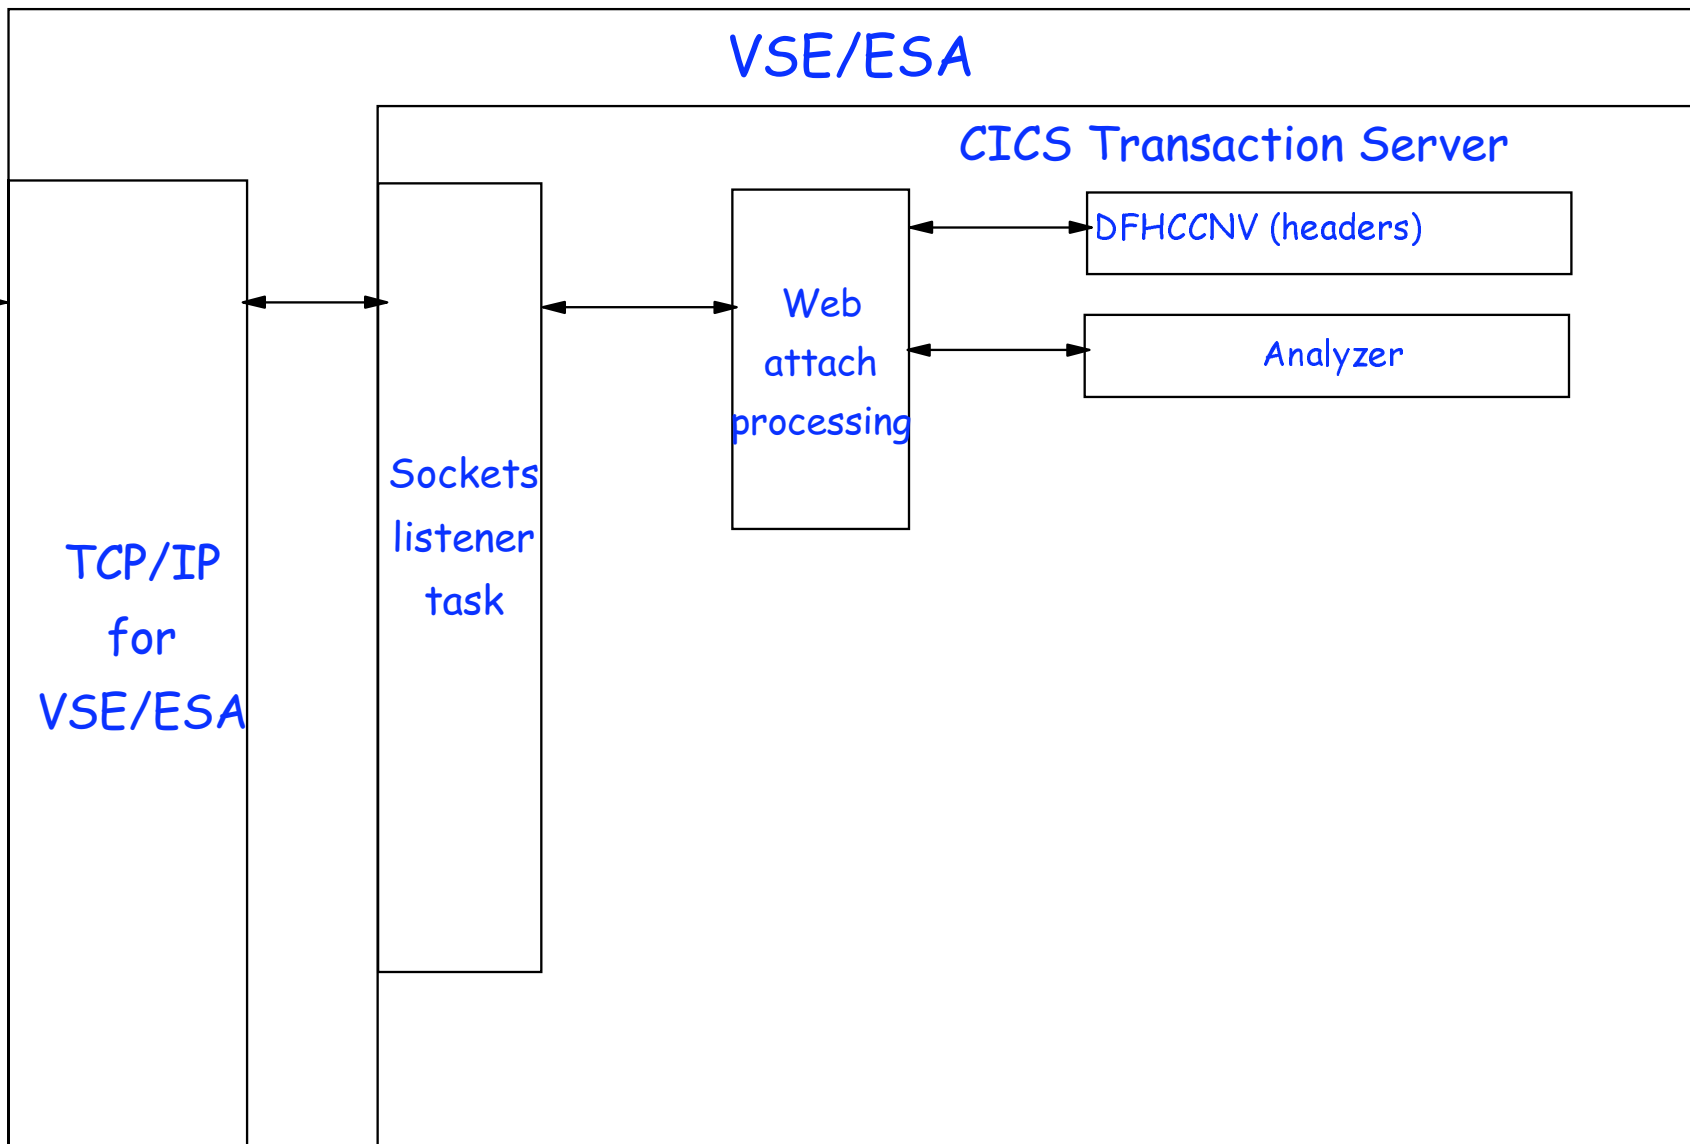 VSE/ESA
CICS Transaction Server
DFHCCNV (headers)
Web
attach
processing
Analyzer
Sockets
listener
task
TCP/IP
for
VSE/ESA